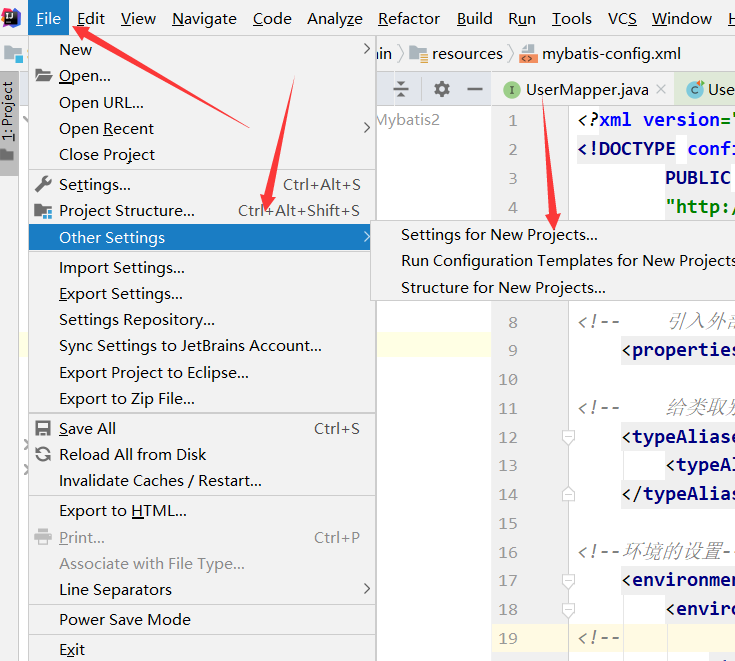 File Edit View Navigate Code Analyze Refactor Build Run Tools VCS Window
New
Open...
Open URL...
Open Recent
Close Project
Settings... Ctrl+Alt+S
Project Structure... Ctrl+Alt+Shift+S
Other Settings
Import Settings...
Export Settings...
Settings Repository...
Sync Settings to JetBrains Account...
Export Project to Eclipse...
Export to Zip File...
Save All Ctrl+S
Reload All from Disk
Invalidate Caches / Restart...
Export to HTML...
Print... Ctrl+P
Associate with File Type...
Line Separators
Power Save Mode
Exit
1: Project
resources mybatis-config.xml
UserMapper.java Use
Mybatis2
Settings for New Projects...
Run Configuration Templates for New Projects
Structure for New Projects...
1 <?xml version="
2 <!DOCTYPE confi
3 PUBLIC
4 "http:/
8 <!-- 引入外部
9 <properties
10
11 <!-- 给类取别
12 <typeAliase
13 <typeAl
14 </typeAlias
15
16 <!--环境的设置-
17 <environmen
18 <enviro
19 <!--